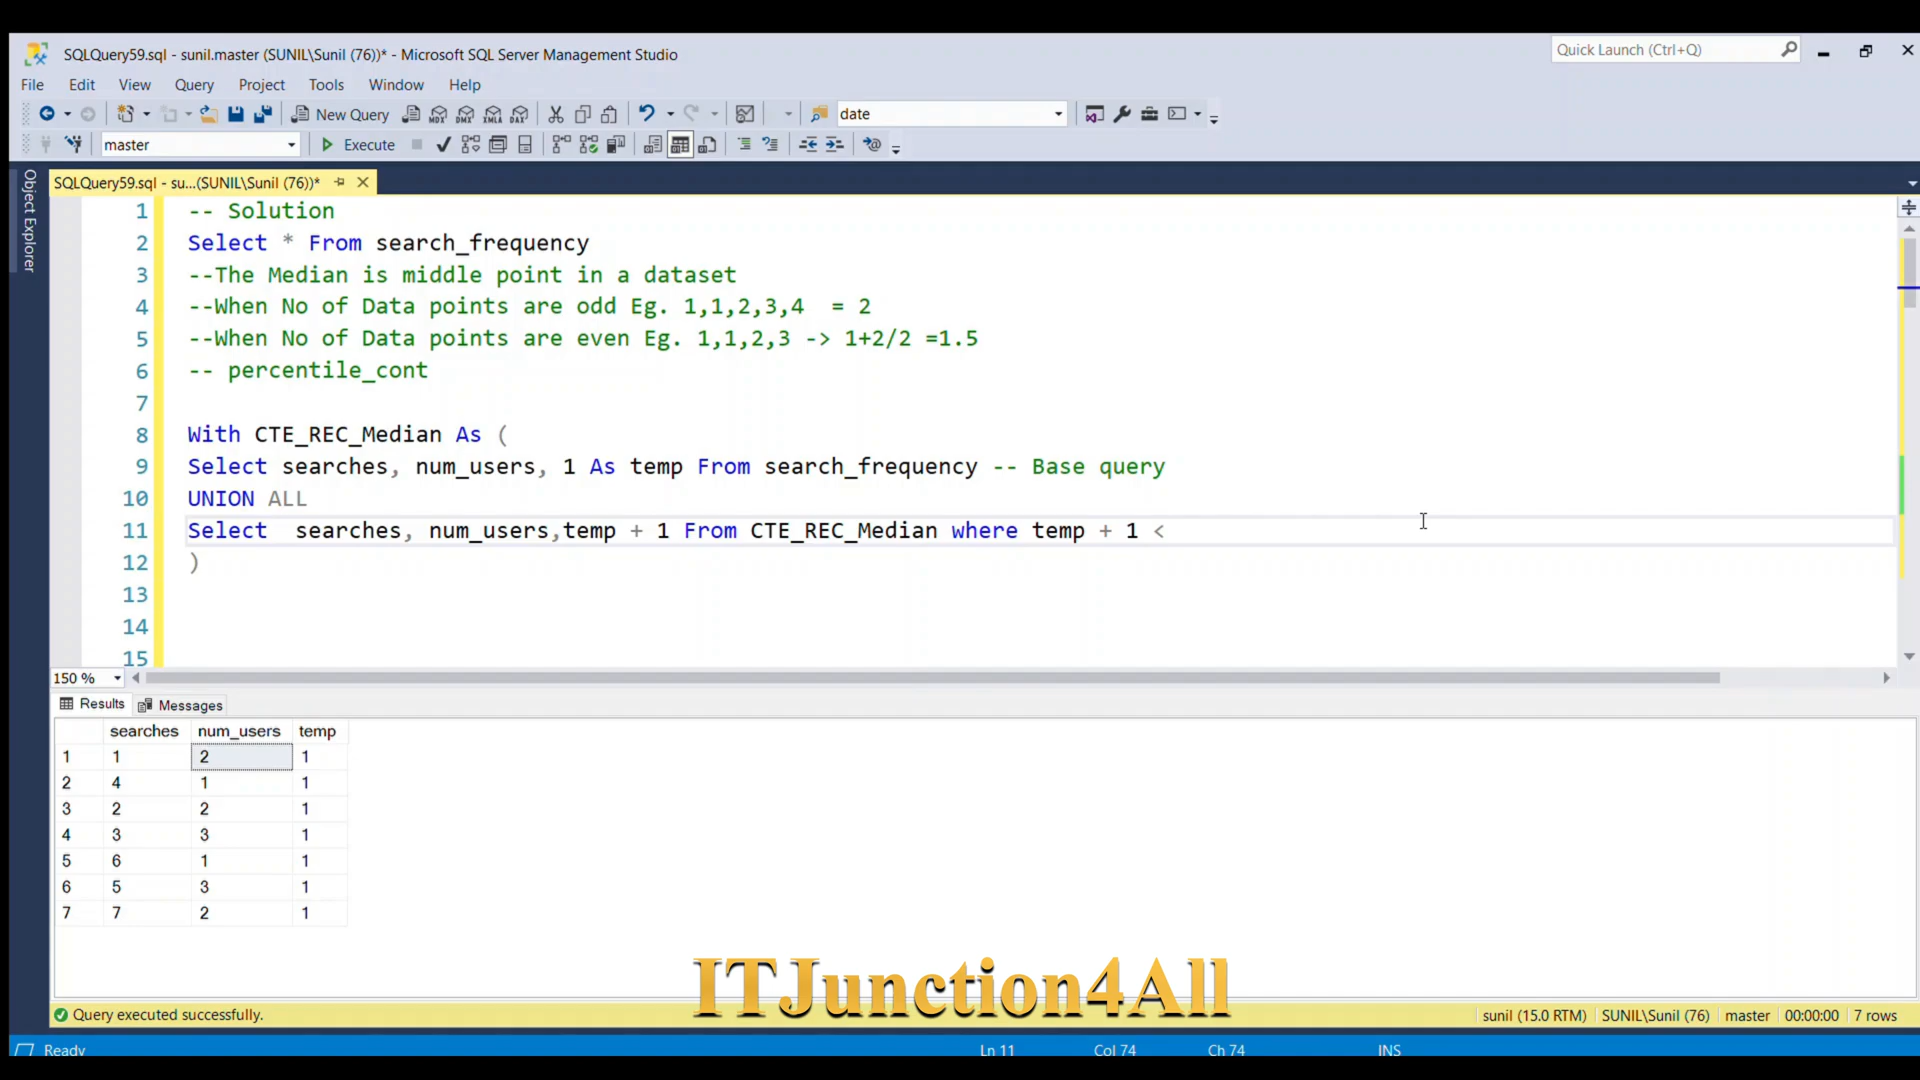 SQLQuery59.sql - sunil.master (SUNIL\Sunil (76))* - Microsoft SQL Server Management Studio
Quick Launch (Ctrl+Q)
File Edit View Query Project Tools Window Help
New Query
date
master
Execute
Object Explorer
SQLQuery59.sql - su...(SUNIL\Sunil (76))*
1 -- Solution
2 Select * From search_frequency
3 --The Median is middle point in a dataset
4 --When No of Data points are odd Eg. 1,1,2,3,4 = 2
5 --When No of Data points are even Eg. 1,1,2,3 -> 1+2/2 =1.5
6 -- percentile_cont
7
8 With CTE_REC_Median As (
9 Select searches, num_users, 1 As temp From search_frequency -- Base query
10 UNION ALL
11 Select searches, num_users,temp + 1 From CTE_REC_Median where temp + 1 <
12 )
13
14
15
150 %
Results Messages
searches num_users temp
1 1 2 1
2 4 1 1
3 2 2 1
4 3 3 1
5 6 1 1
6 5 3 1
7 7 2 1
ITJunction4All
Query executed successfully.
sunil (15.0 RTM) SUNIL\Sunil (76) master 00:00:00 7 rows
Ready
Ln 11 Col 74 Ch 74 INS